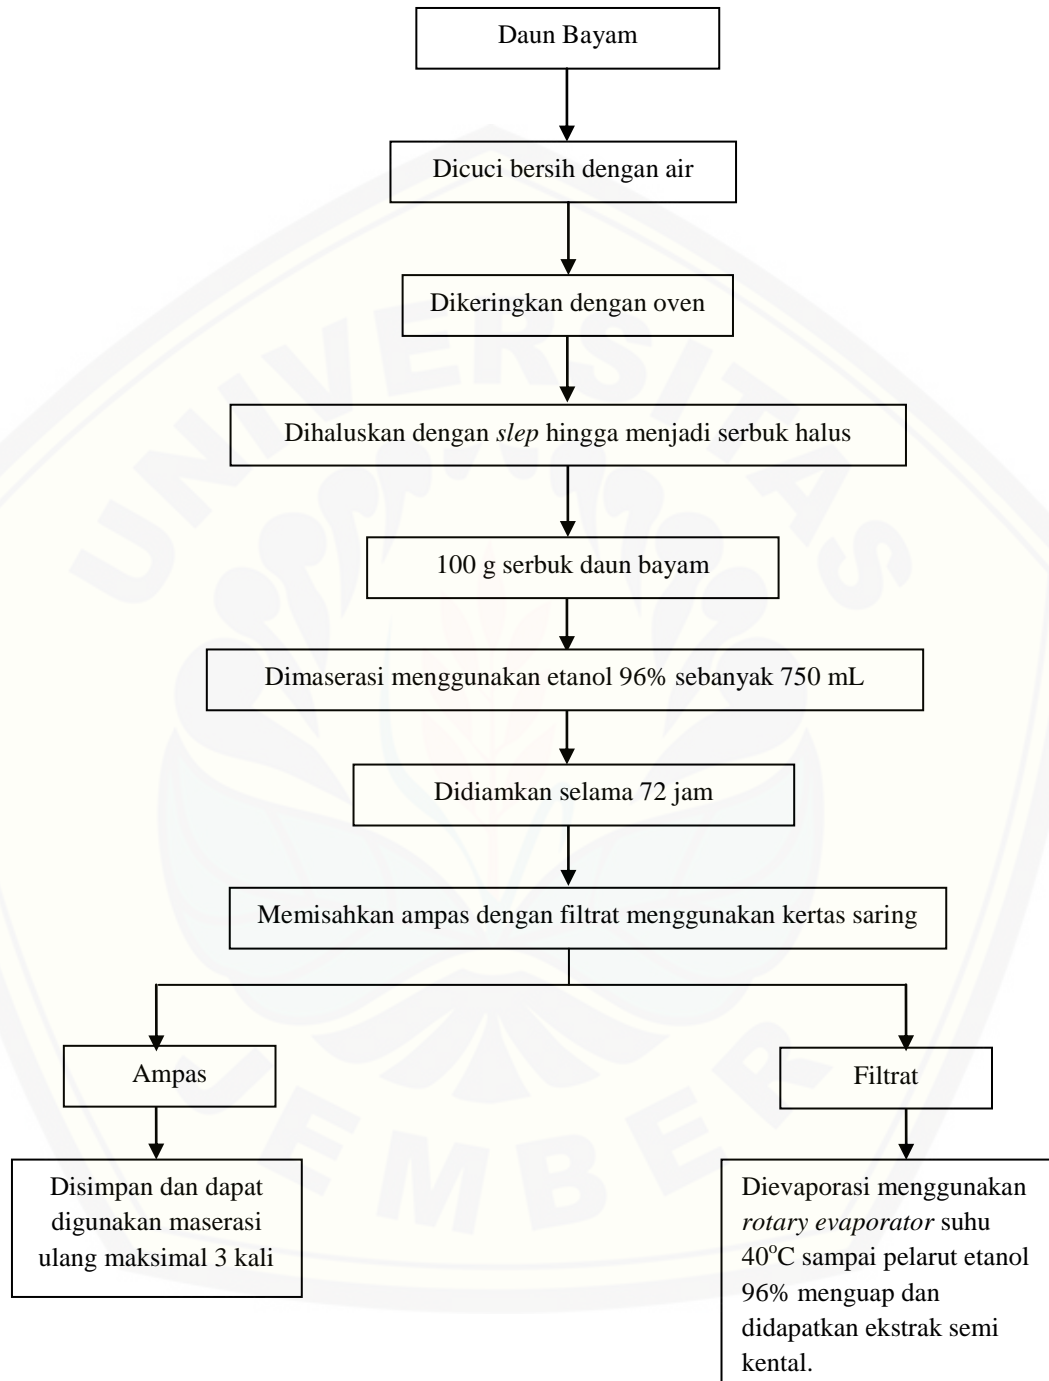 Daun Bayam
Dicuci bersih dengan air
Dikeringkan dengan oven
Dihaluskan dengan slep hingga menjadi serbuk halus
100 g serbuk daun bayam
Dimaserasi menggunakan etanol 96% sebanyak 750 mL
Didiamkan selama 72 jam
Memisahkan ampas dengan filtrat menggunakan kertas saring
Ampas
Filtrat
Disimpan dan dapat
digunakan maserasi
ulang maksimal 3 kali
Dievaporasi menggunakan
rotary evaporator suhu
40°C sampai pelarut etanol
96% menguap dan
didapatkan ekstrak semi
kental.
UNIVERSITAS
JEMBER